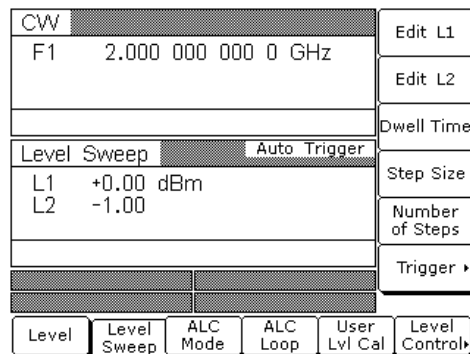 CW
F1 2.000 000 000 0 GHz
Level Sweep Auto Trigger
L1 +0.00 dBm
L2 -1.00
Edit L1
Edit L2
Dwell Time
Step Size
Number
of Steps
Trigger
Level
Level
Sweep
ALC
Mode
ALC
Loop
User
Lvl Cal
Level
Control